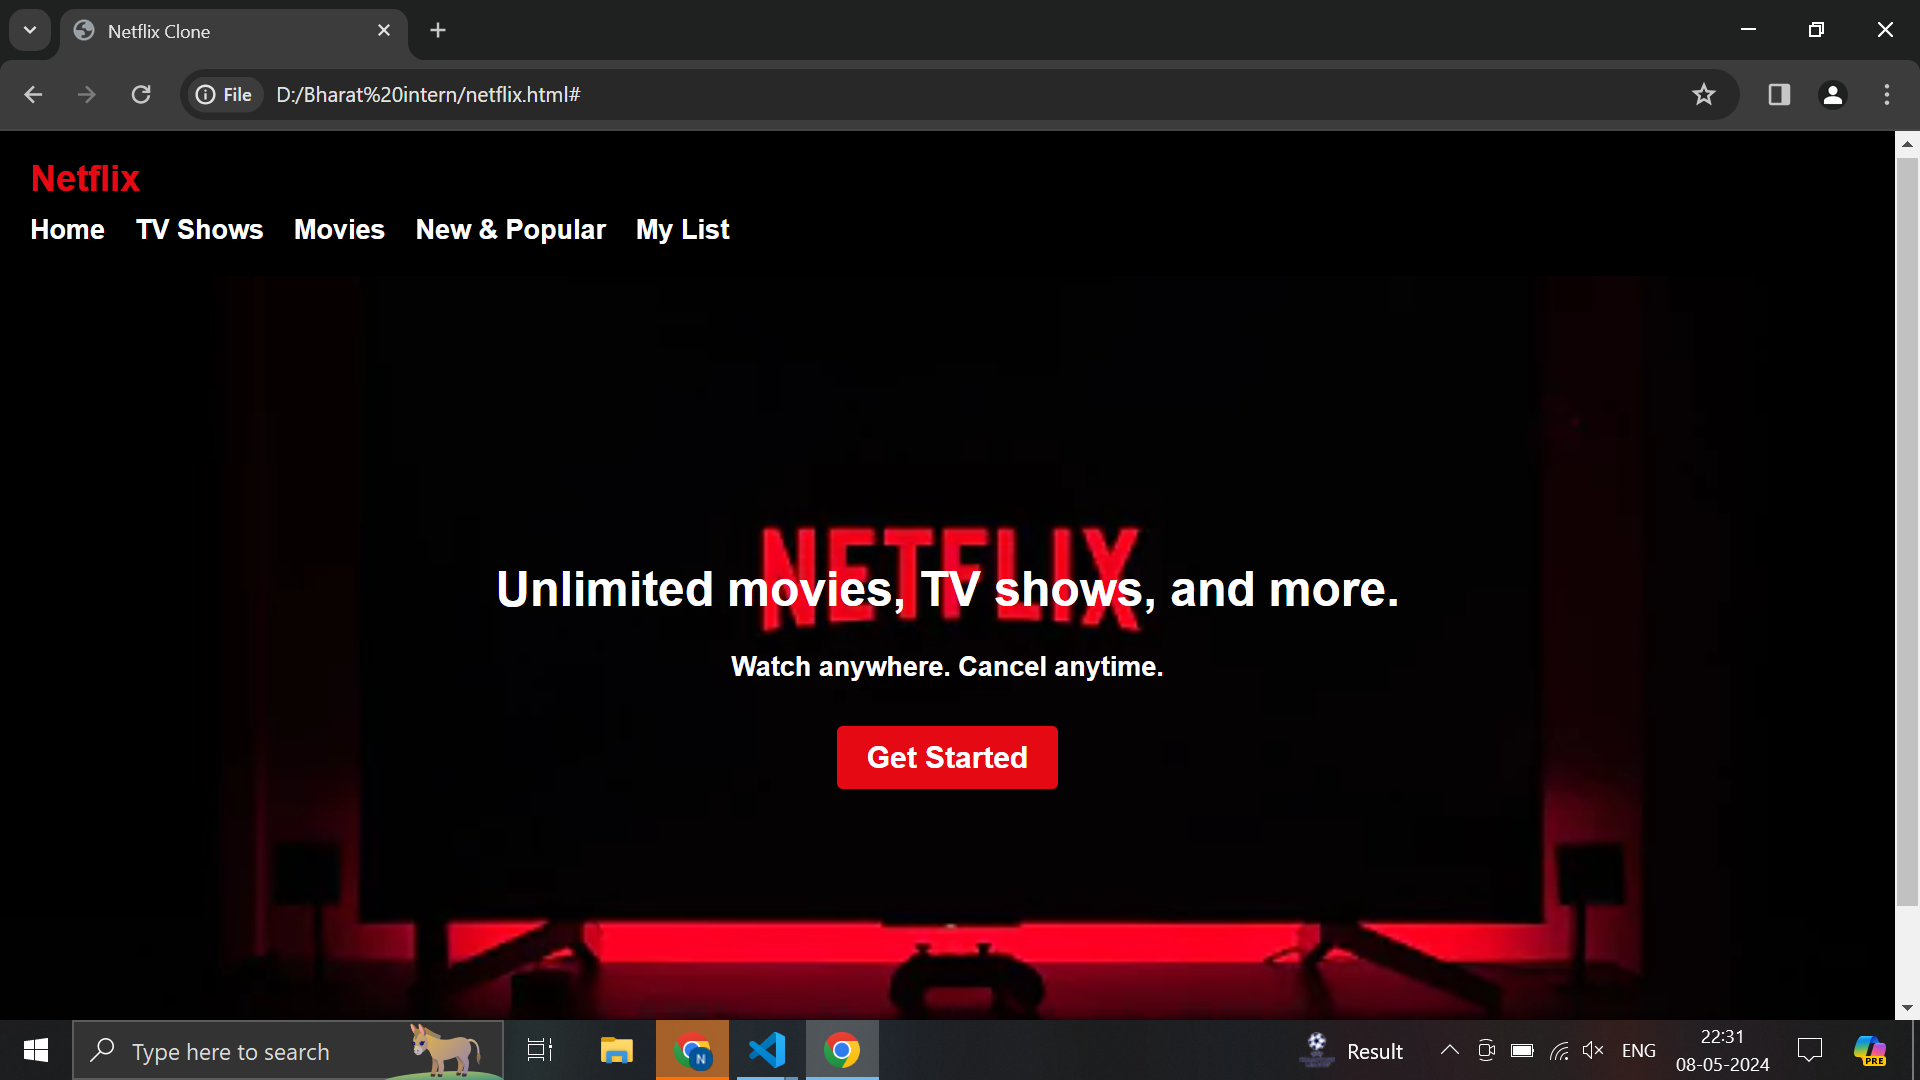 Netflix Clone
File D:/Bharat%20intern/netflix.html#
Netflix
Home TV Shows Movies New & Popular My List
NETFLIX
Unlimited movies, TV shows, and more.
Watch anywhere. Cancel anytime.
Get Started
Type here to search
N
Result
ENG
22:31
08-05-2024
PRE